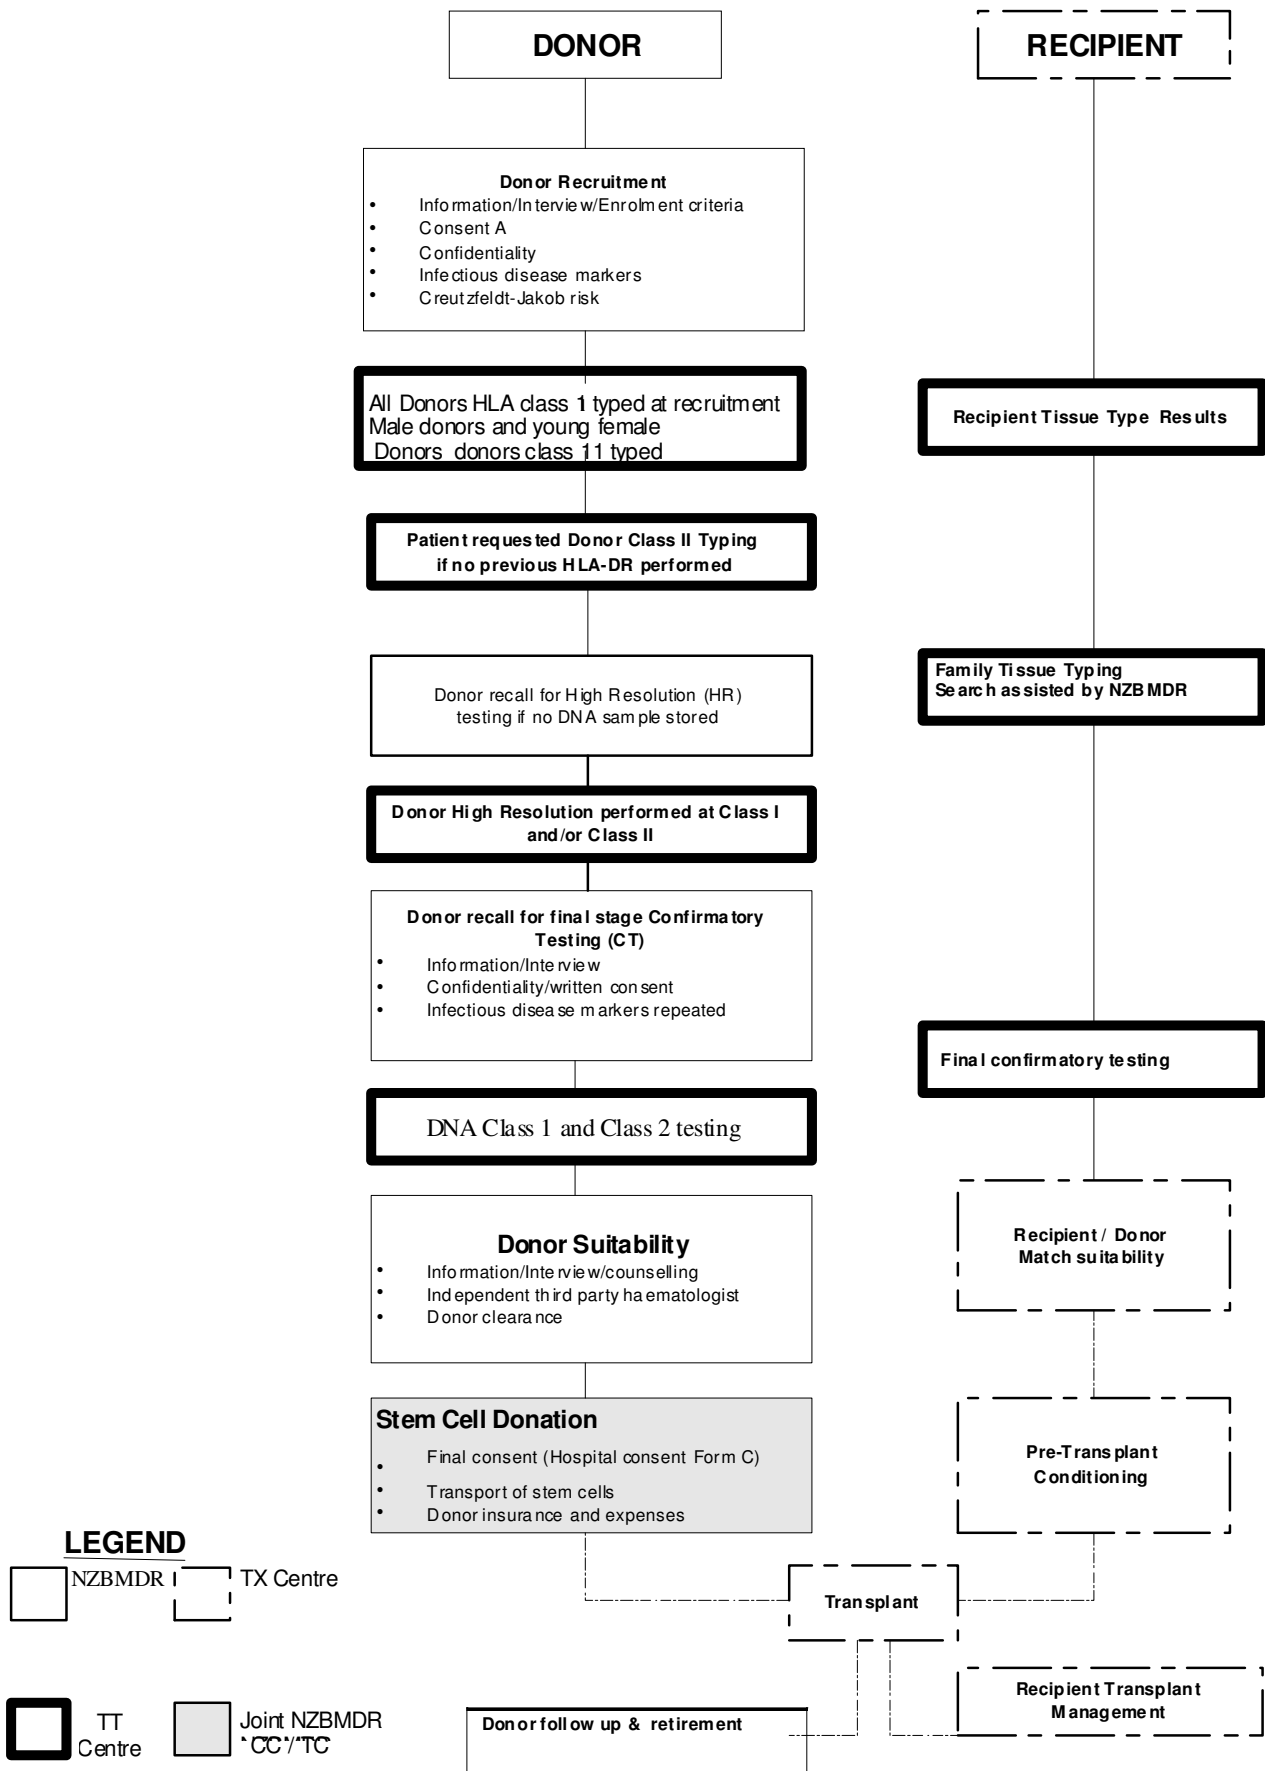 DONOR
RECIPIENT
Donor Recruitment
• Information/Interview/Enrolment criteria
• Consent A
• Confidentiality
• Infectious disease markers
• Creutzfeldt-Jakob risk
All Donors HLA class 1 typed at recruitment
Male donors and young female
Donors donors class 11 typed
Recipient Tissue Type Results
Patient requested Donor Class II Typing
if no previous HLA-DR performed
Donor recall for High Resolution (HR)
testing if no DNA sample stored
Family Tissue Typing
Search assisted by NZBMDR
Donor High Resolution performed at Class I
and/or Class II
Donor recall for final stage Confirmatory
Testing (CT)
• Information/Interview
• Confidentiality/written consent
• Infectious disease markers repeated
Final confirmatory testing
DNA Class 1 and Class 2 testing
Donor Suitability
• Information/Interview/counselling
• Independent third party haematologist
• Donor clearance
Recipient / Donor
Match suitability
Stem Cell Donation
• Final consent (Hospital consent Form C)
• Transport of stem cells
• Donor insurance and expenses
Pre-Transplant
Conditioning
LEGEND
NZBMDR
TX Centre
Transplant
TT
Centre
Joint NZBMDR
CC / TC
Donor follow up & retirement
Recipient Transplant
Management